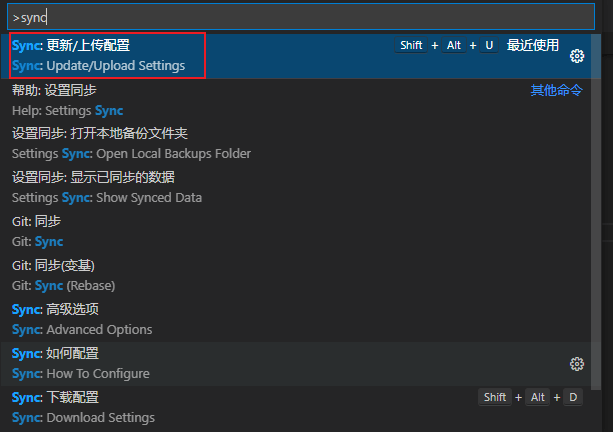 >sync
Sync: 更新/上传配置 Shift + Alt + U 最近使用
Sync: Update/Upload Settings
帮助: 设置同步 其他命令
Help: Settings Sync
设置同步: 打开本地备份文件夹
Settings Sync: Open Local Backups Folder
设置同步: 显示已同步的数据
Settings Sync: Show Synced Data
Git: 同步
Git: Sync
Git: 同步(变基)
Git: Sync (Rebase)
Sync: 高级选项
Sync: Advanced Options
Sync: 如何配置
Sync: How To Configure
Sync: 下载配置 Shift + Alt + D
Sync: Download Settings